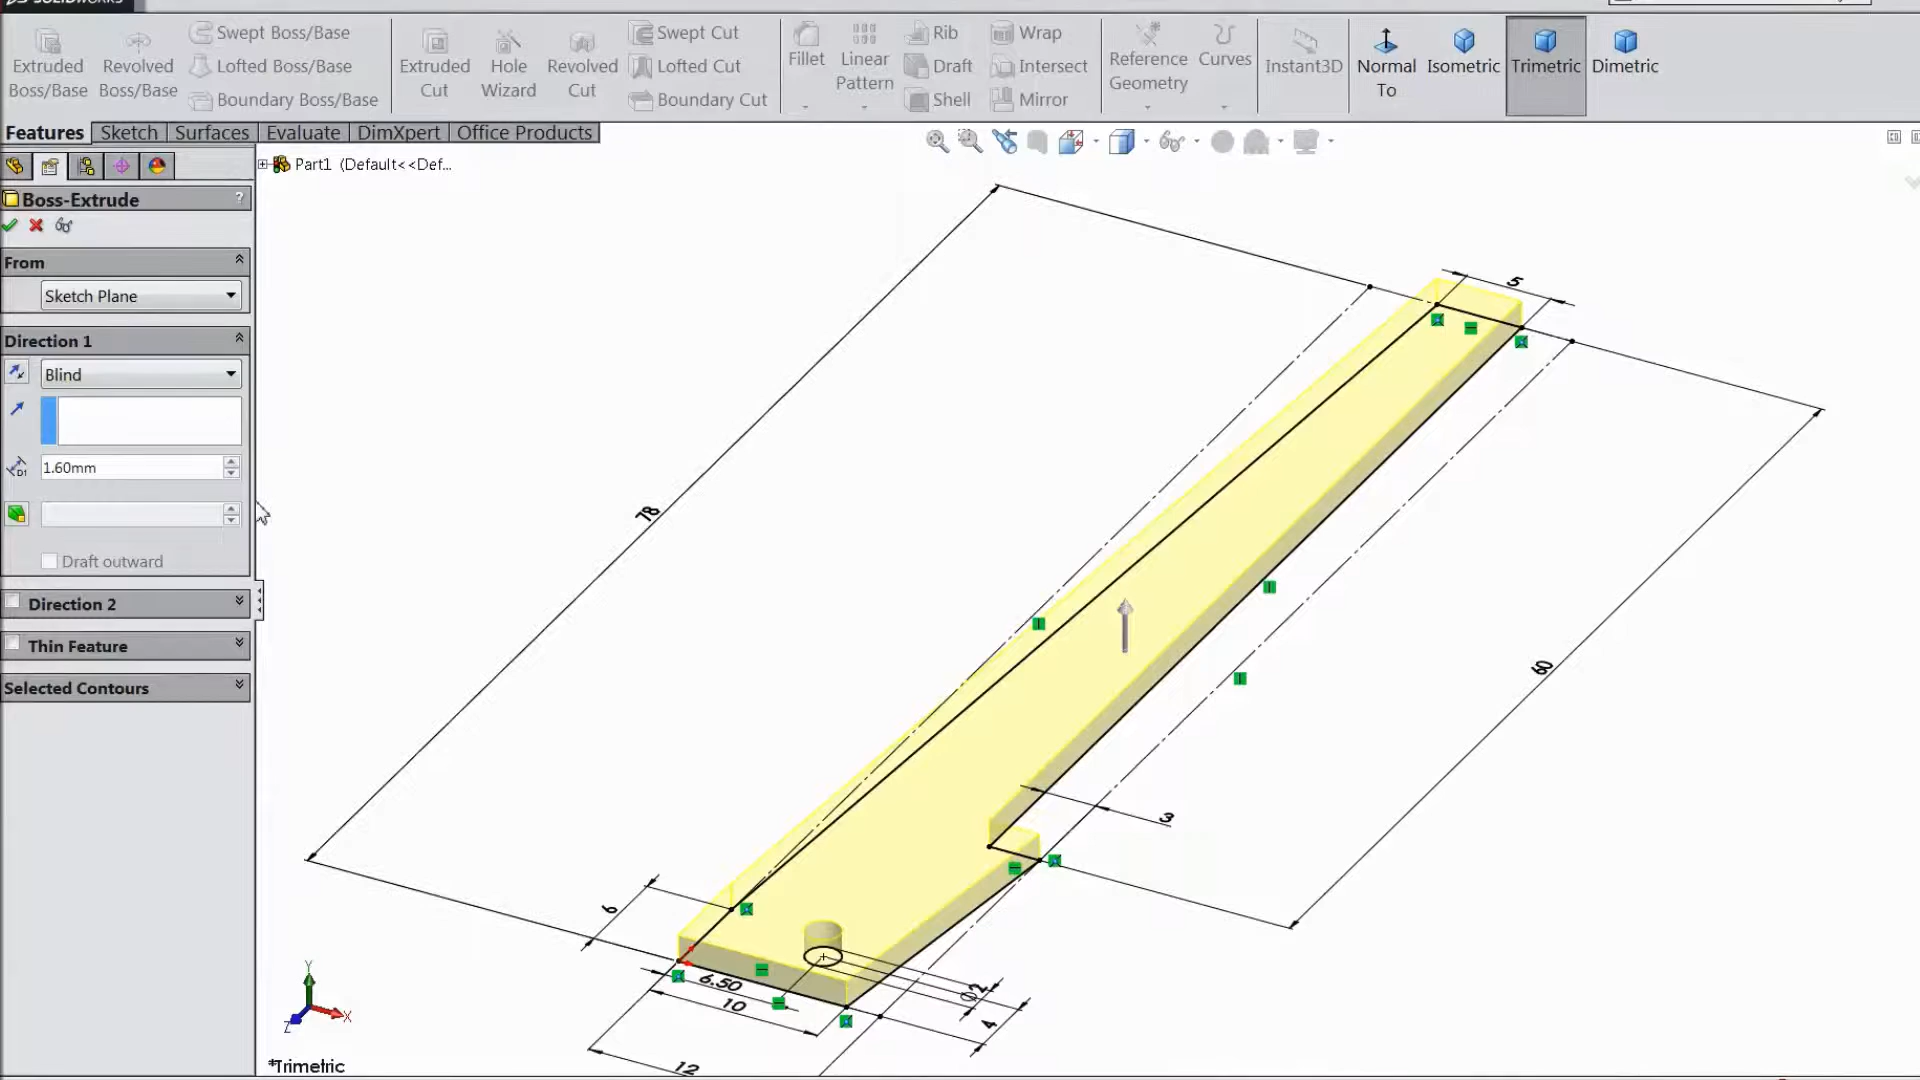 SOLIDWORKS
Extruded Boss/Base
Revolved Boss/Base
Swept Boss/Base
Lofted Boss/Base
Boundary Boss/Base
Extruded Cut
Hole Wizard
Revolved Cut
Swept Cut
Lofted Cut
Boundary Cut
Fillet
Linear Pattern
Rib
Draft
Shell
Wrap
Intersect
Mirror
Reference Geometry
Curves
Instant3D
Normal To
Isometric
Trimetric
Dimetric
Features Sketch Surfaces Evaluate DimXpert Office Products
Part1 (Default<<Def...
Boss-Extrude
?
From
Sketch Plane
Direction 1
Blind
D1
1.60mm
Draft outward
Direction 2
Thin Feature
Selected Contours
5
78
60
3
6
6.50
10
∅2
4
12
Y
X
Z
*Trimetric